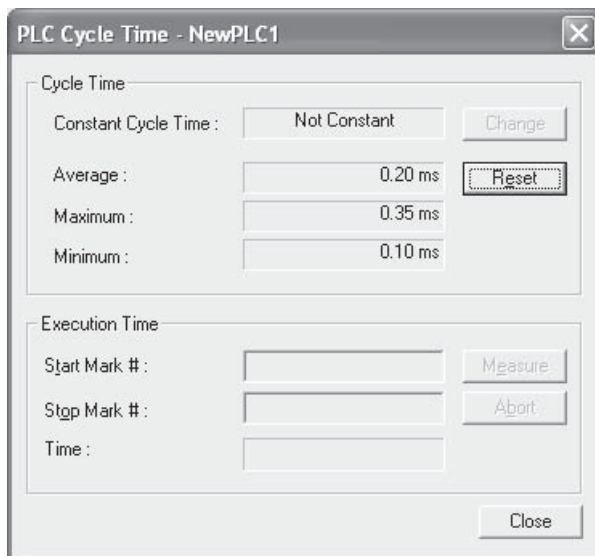 PLC Cycle Time - NewPLC1
Cycle Time
Constant Cycle Time : Not Constant Change
Average : 0.20 ms Reset
Maximum : 0.35 ms
Minimum : 0.10 ms
Execution Time
Start Mark # : Measure
Stop Mark # : Abort
Time :
Close